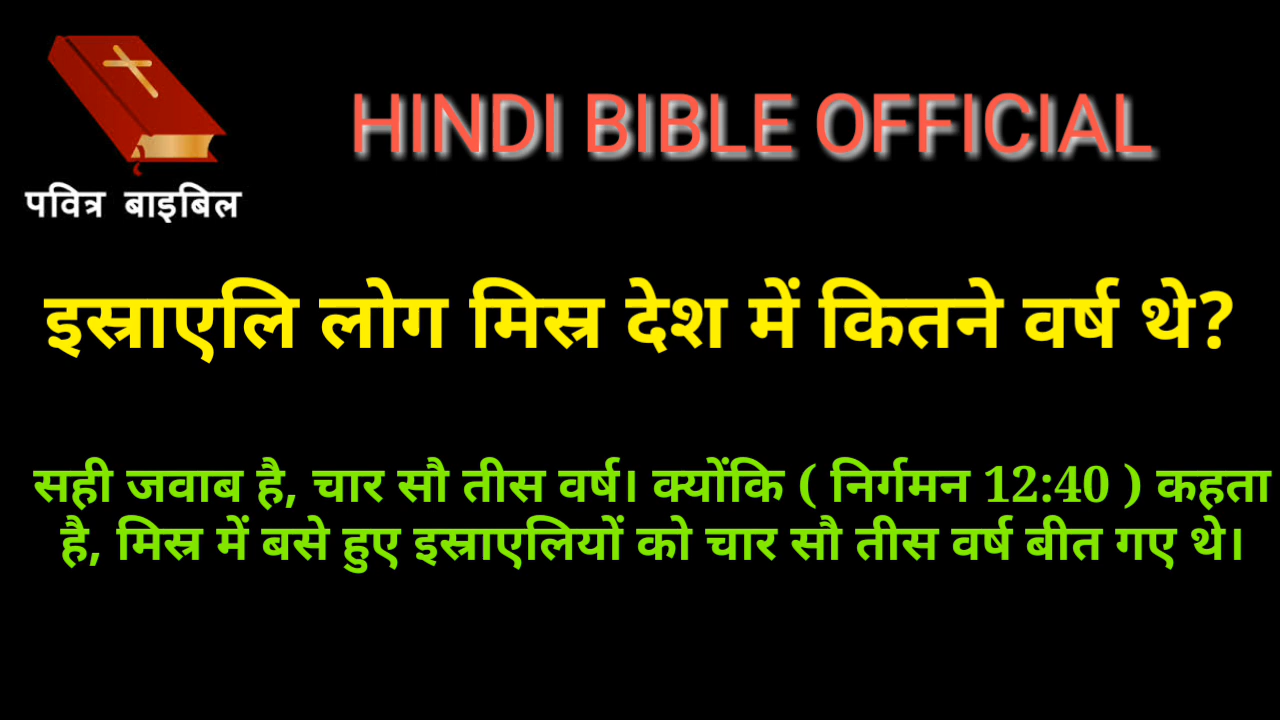 HINDI BIBLE OFFICIAL
पवित्र बाइबिल
इस्राएलि लोग मिस्र देश में कितने वर्ष थे?
सही जवाब है, चार सौ तीस वर्ष। क्योंकि ( निर्गमन 12:40 ) कहता
है, मिस्र में बसे हुए इस्राएलियों को चार सौ तीस वर्ष बीत गए थे।